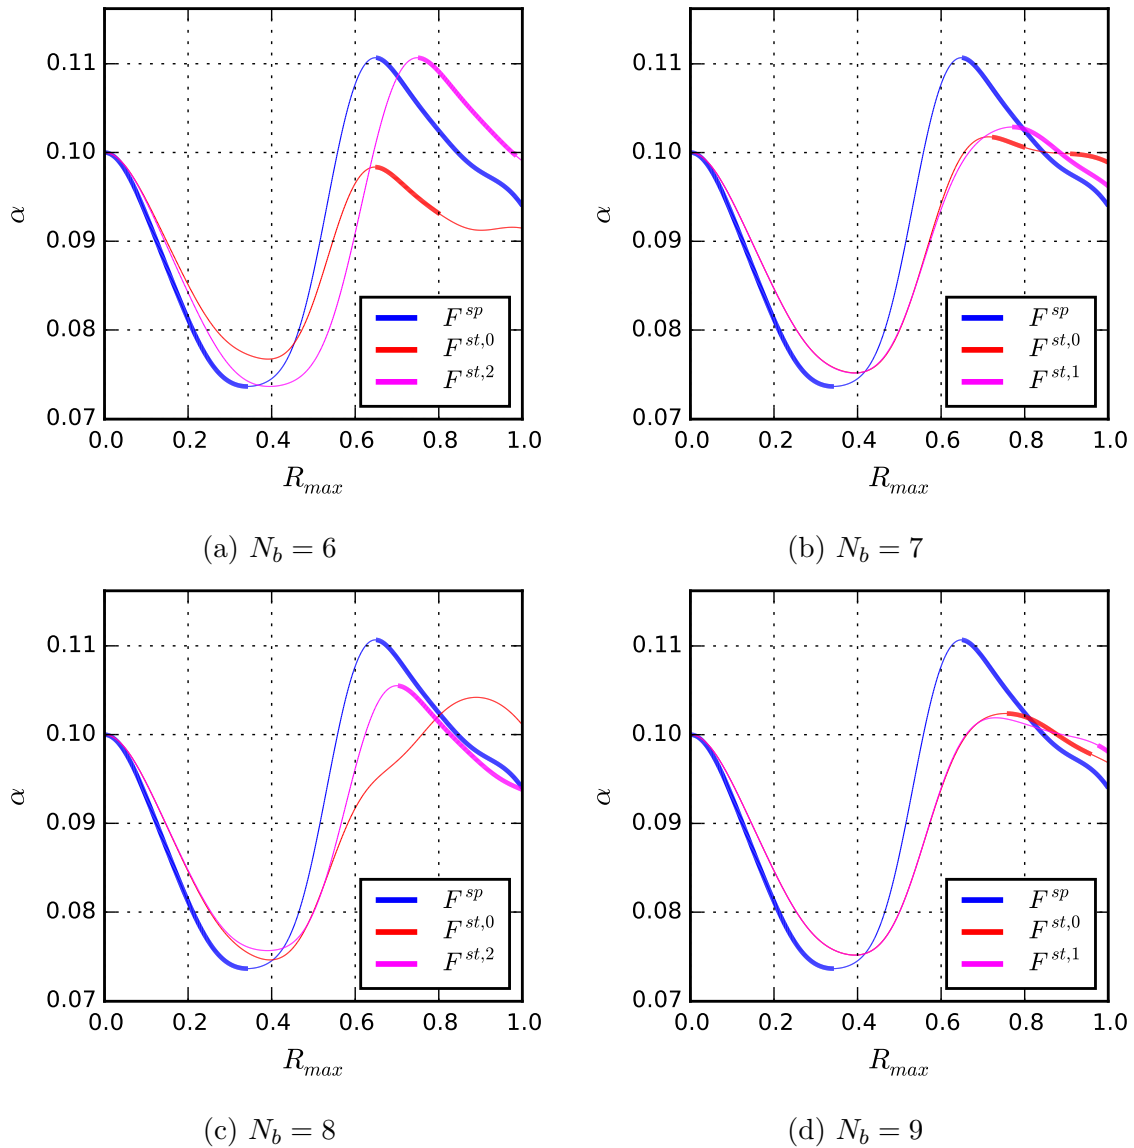 0.11
0.10
0.09
0.08
0.07
α
0.0 0.2 0.4 0.6 0.8 1.0
R_max
F^sp
F^st,0
F^st,2
(a) N_b = 6
0.11
0.10
0.09
0.08
0.07
α
0.0 0.2 0.4 0.6 0.8 1.0
R_max
F^sp
F^st,0
F^st,1
(b) N_b = 7
0.11
0.10
0.09
0.08
0.07
α
0.0 0.2 0.4 0.6 0.8 1.0
R_max
F^sp
F^st,0
F^st,2
(c) N_b = 8
0.11
0.10
0.09
0.08
0.07
α
0.0 0.2 0.4 0.6 0.8 1.0
R_max
F^sp
F^st,0
F^st,1
(d) N_b = 9